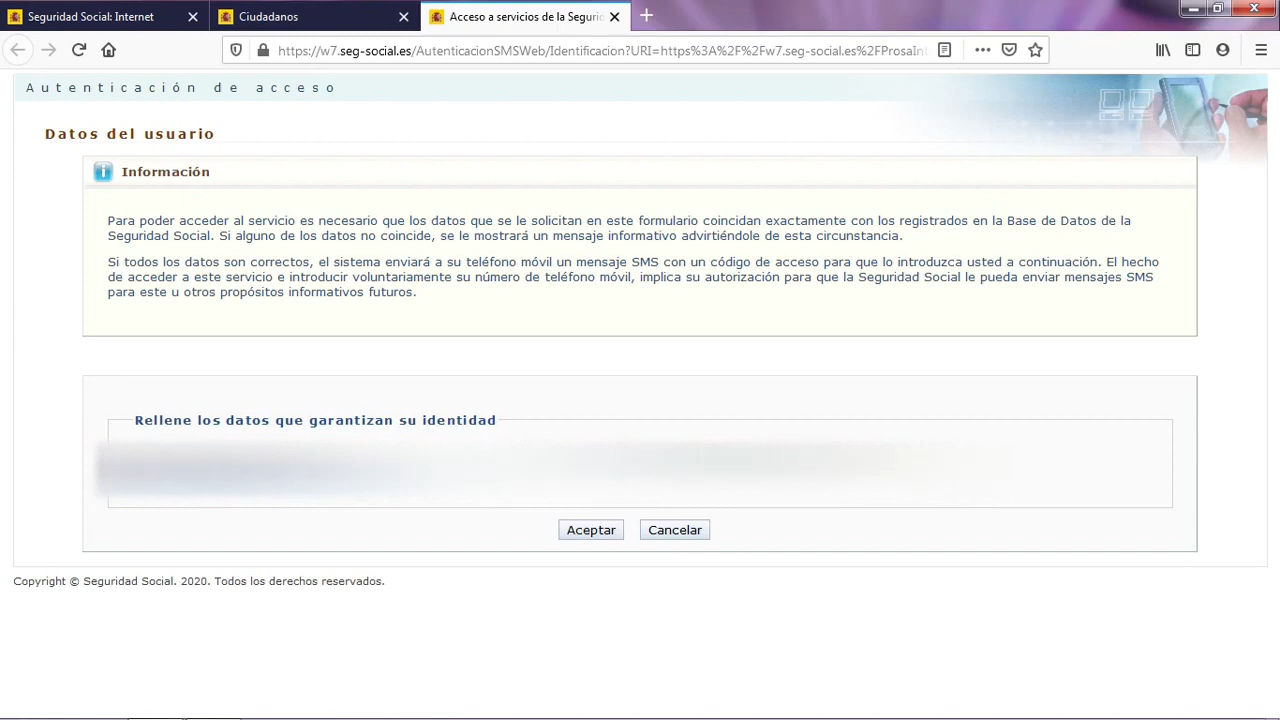 Seguridad Social: Internet
Ciudadanos
Acceso a servicios de la Seguri
https://w7.seg-social.es/AutenticacionSMSWeb/Identificacion?URI=https%3A%2F%2Fw7.seg-social.es%2FProsaIn
Autenticación de acceso
Datos del usuario
Información
Para poder acceder al servicio es necesario que los datos que se le solicitan en este formulario coincidan exactamente con los registrados en la Base de Datos de la
Seguridad Social. Si alguno de los datos no coincide, se le mostrará un mensaje informativo advirtiéndole de esta circunstancia.
Si todos los datos son correctos, el sistema enviará a su teléfono móvil un mensaje SMS con un código de acceso para que lo introduzca usted a continuación. El hecho
de acceder a este servicio e introducir voluntariamente su número de teléfono móvil, implica su autorización para que la Seguridad Social le pueda enviar mensajes SMS
para este u otros propósitos informativos futuros.
Rellene los datos que garantizan su identidad
Aceptar Cancelar
Copyright © Seguridad Social. 2020. Todos los derechos reservados.